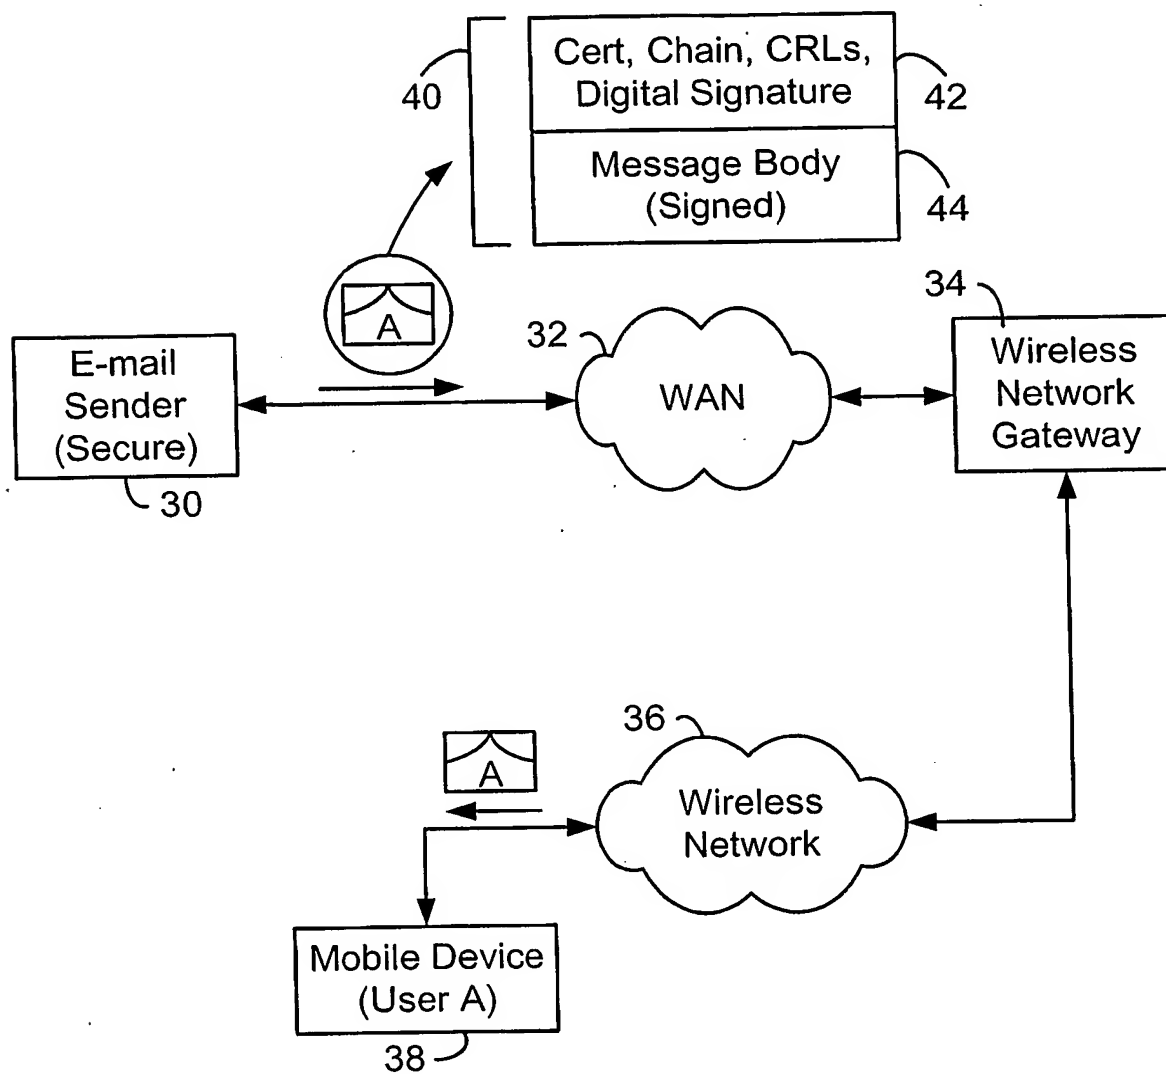 40
Cert, Chain, CRLs,
Digital Signature
42
Message Body
(Signed)
44
A
E-mail
Sender
(Secure)
30
32
WAN
34
Wireless
Network
Gateway
36
A
Wireless
Network
Mobile Device
(User A)
38